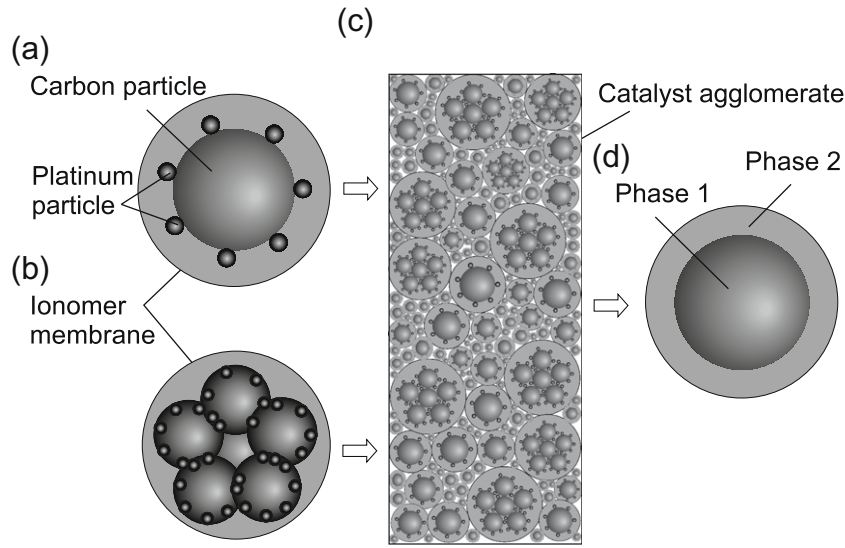 (a)
Carbon particle
Platinum
particle
(b)
Ionomer
membrane
(c)
Catalyst agglomerate
(d)
Phase 2
Phase 1